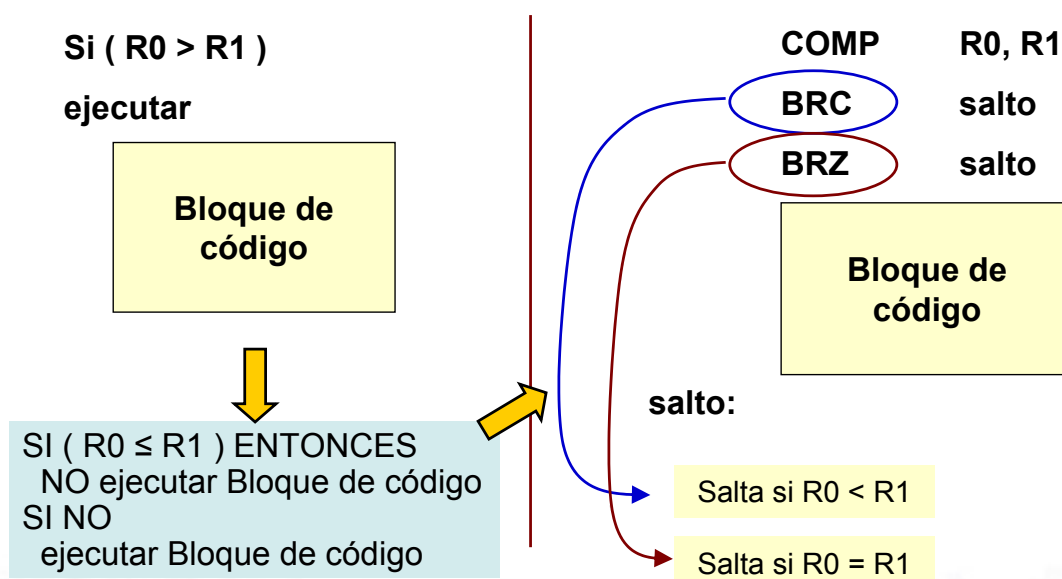 Si ( R0 > R1 )
ejecutar
Bloque de
código
SI ( R0 ≤ R1 ) ENTONCES
NO ejecutar Bloque de código
SI NO
ejecutar Bloque de código
COMP R0, R1
BRC salto
BRZ salto
Bloque de
código
salto:
Salta si R0 < R1
Salta si R0 = R1